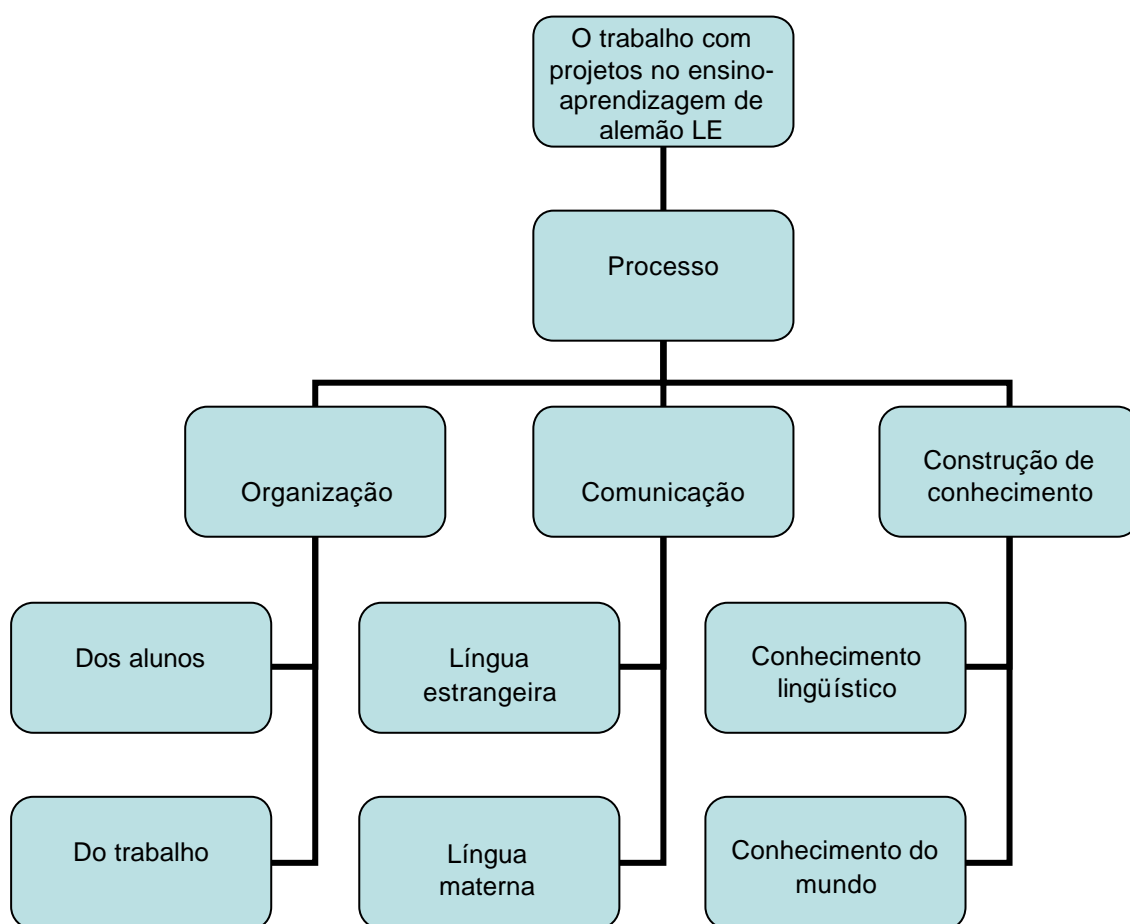 O trabalho com
projetos no ensino-
aprendizagem de
alemão LE
Processo
Organização
Comunicação
Construção de
conhecimento
Dos alunos
Língua
estrangeira
Conhecimento
lingüístico
Do trabalho
Língua
materna
Conhecimento do
mundo